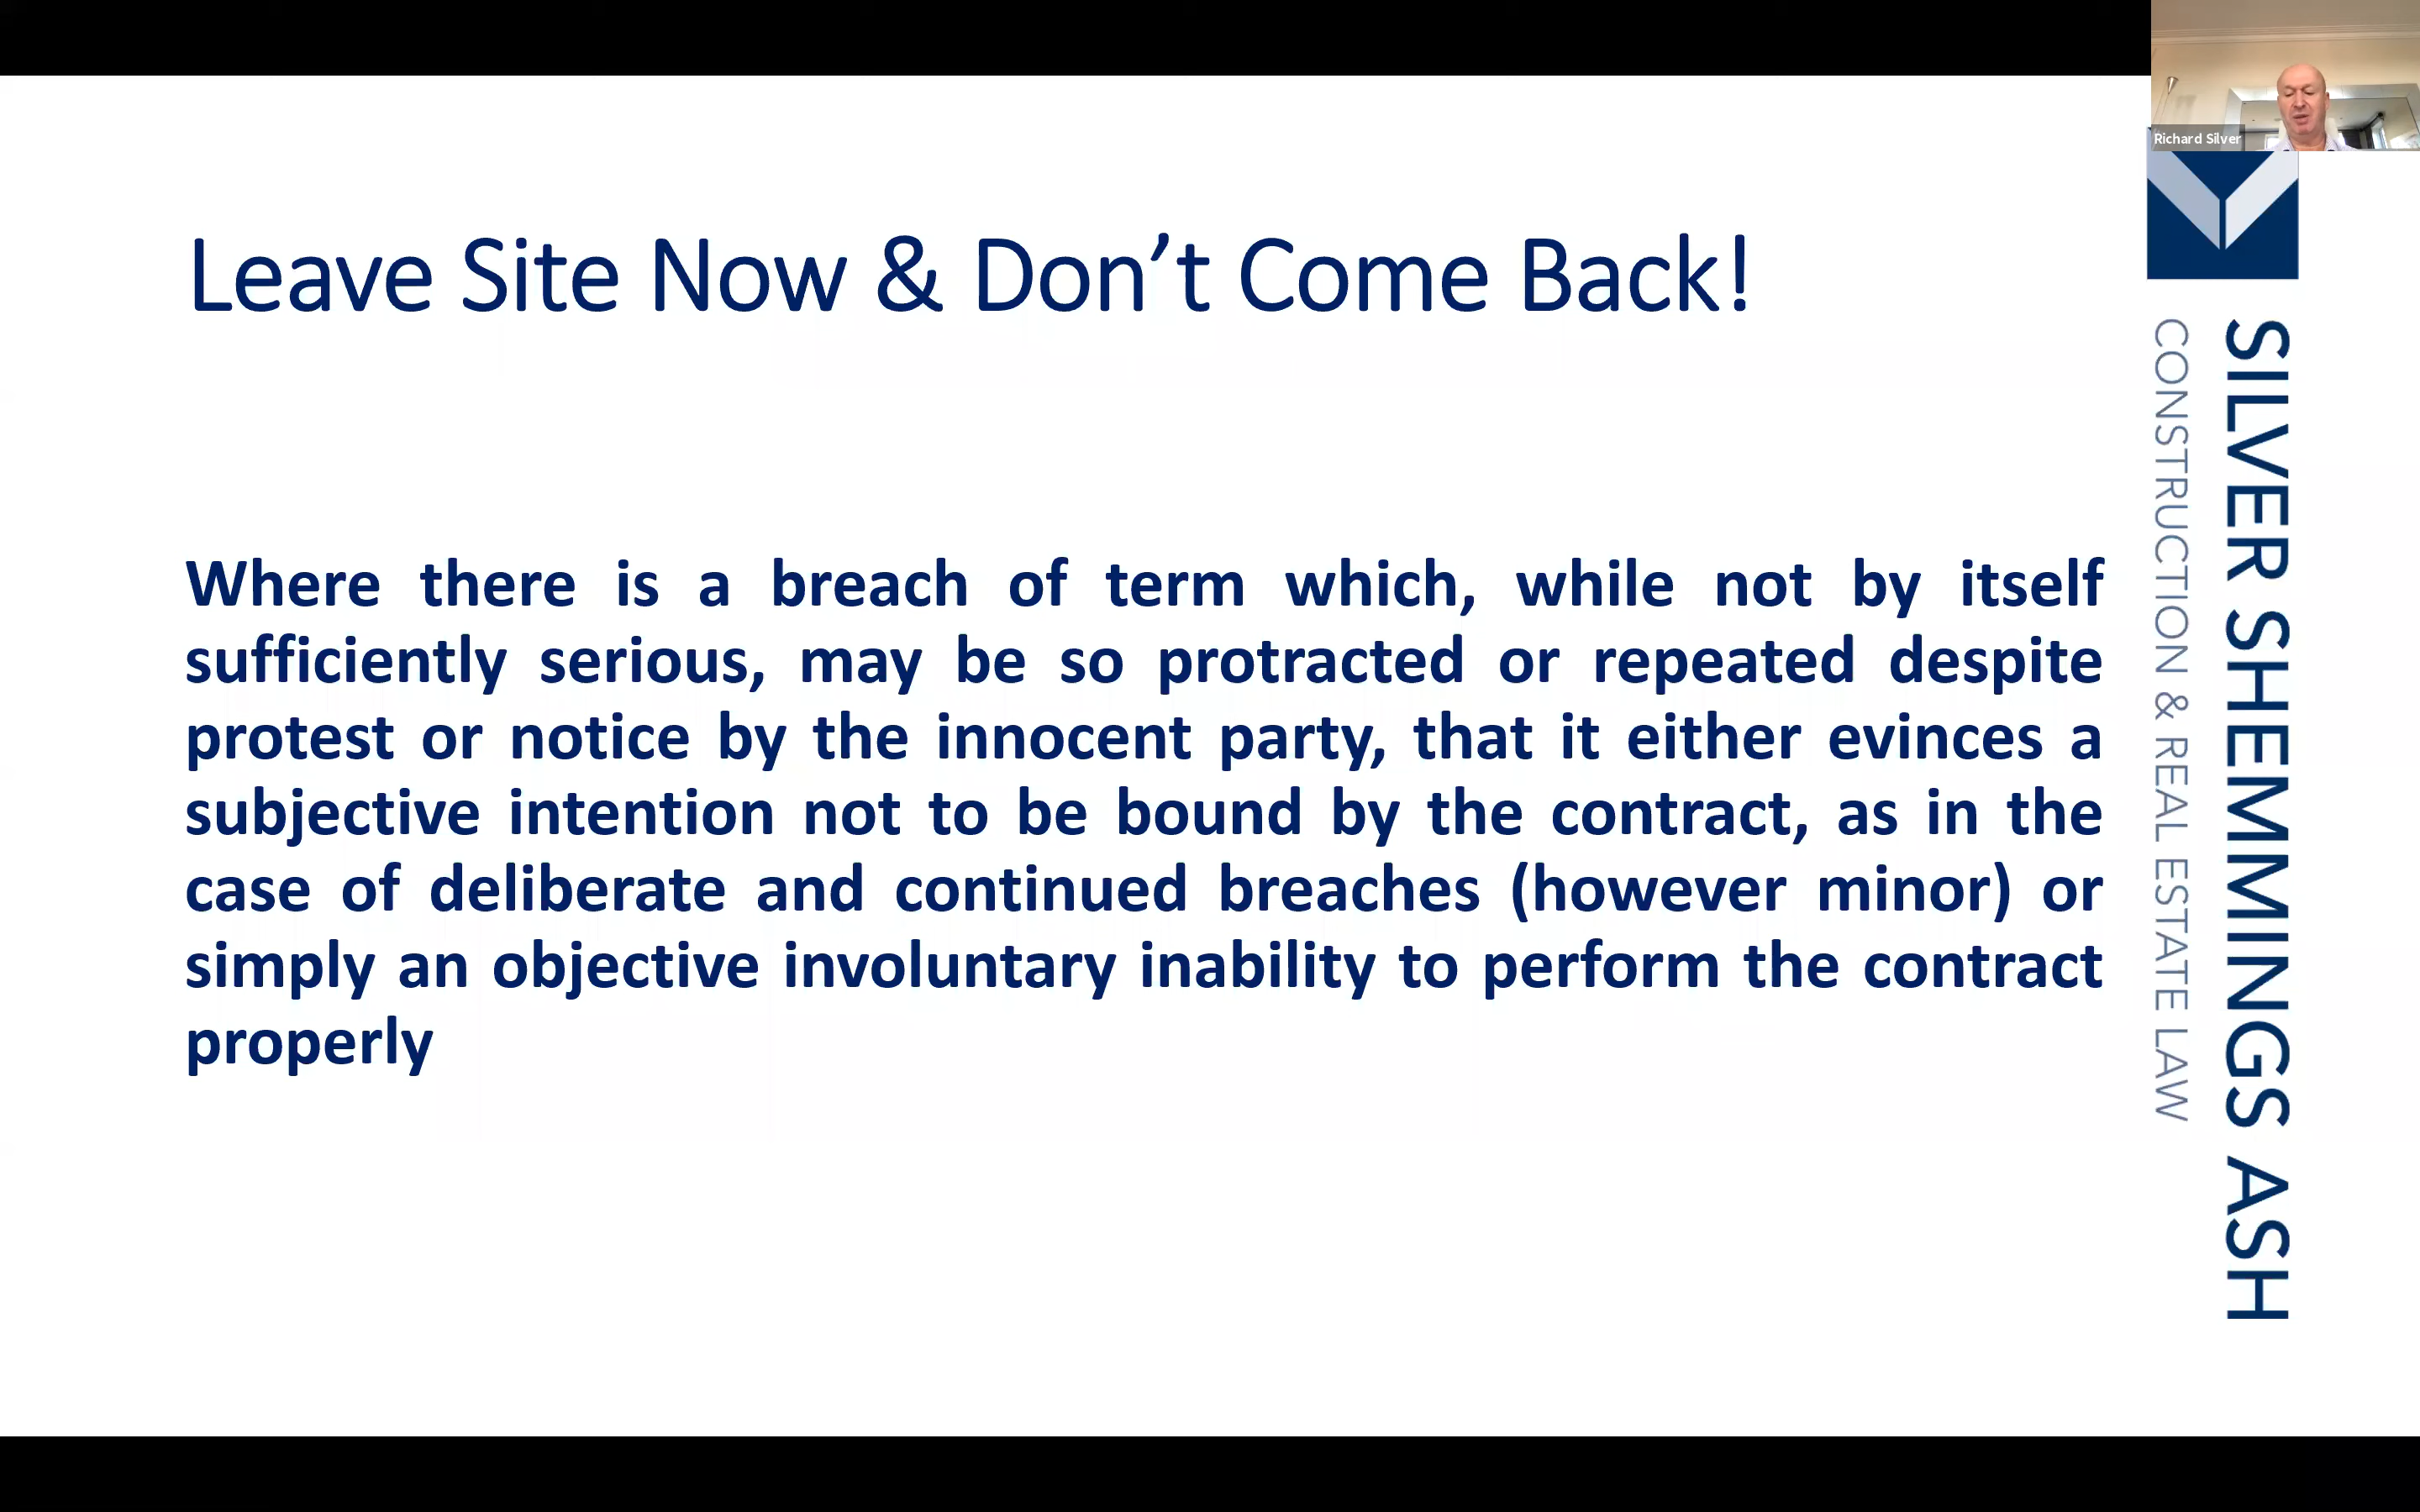 Richard Silver
Leave Site Now & Don’t Come Back!
Where there is a breach of term which, while not by itself
sufficiently serious, may be so protracted or repeated despite
protest or notice by the innocent party, that it either evinces a
subjective intention not to be bound by the contract, as in the
case of deliberate and continued breaches (however minor) or
simply an objective involuntary inability to perform the contract
properly
SILVER SHEMMINGS ASH
CONSTRUCTION & REAL ESTATE LAW